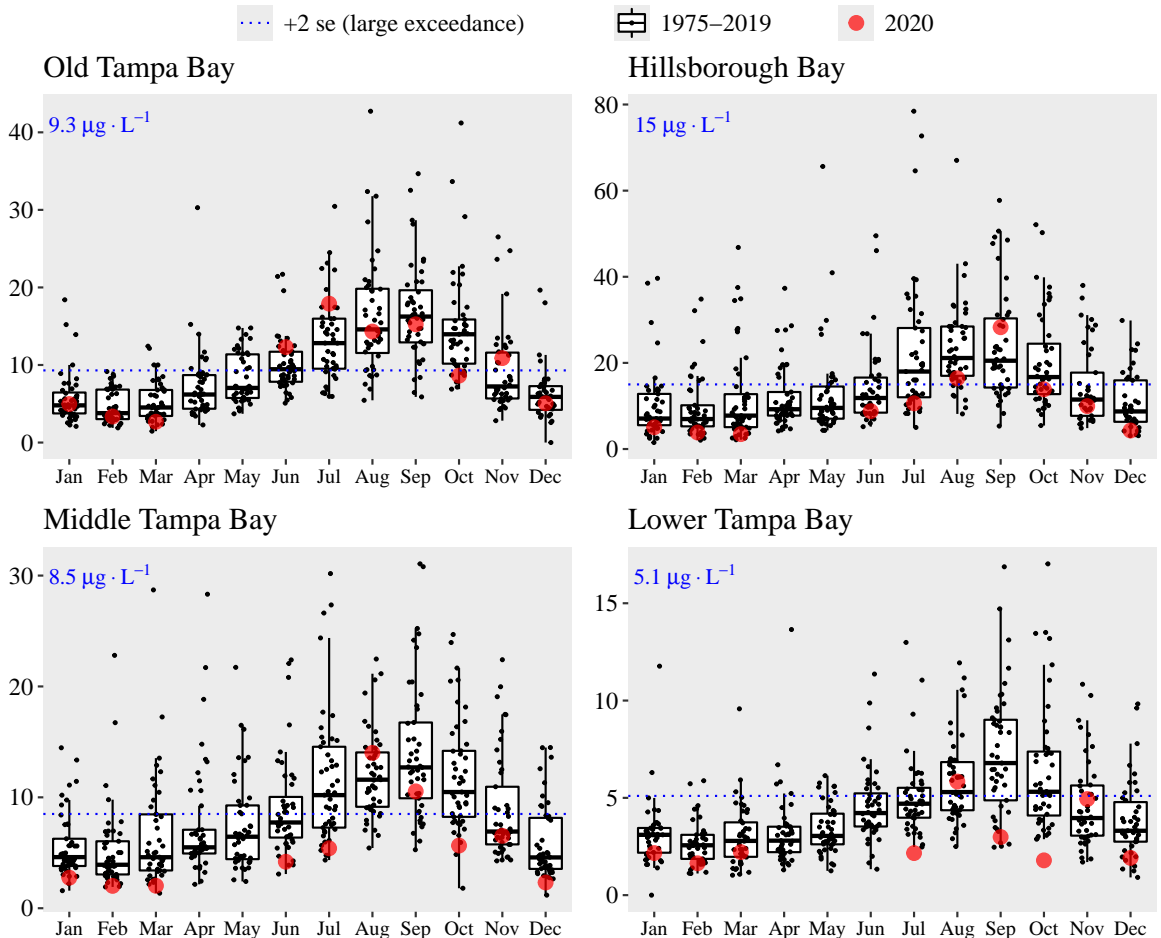 +2 se (large exceedance) 1975–2019 2020
Old Tampa Bay
9.3 μg · L⁻¹
40
30
20
10
0
Jan Feb Mar Apr May Jun Jul Aug Sep Oct Nov Dec
Hillsborough Bay
15 μg · L⁻¹
80
60
40
20
0
Jan Feb Mar Apr May Jun Jul Aug Sep Oct Nov Dec
Middle Tampa Bay
8.5 μg · L⁻¹
30
20
10
0
Jan Feb Mar Apr May Jun Jul Aug Sep Oct Nov Dec
Lower Tampa Bay
5.1 μg · L⁻¹
15
10
5
0
Jan Feb Mar Apr May Jun Jul Aug Sep Oct Nov Dec